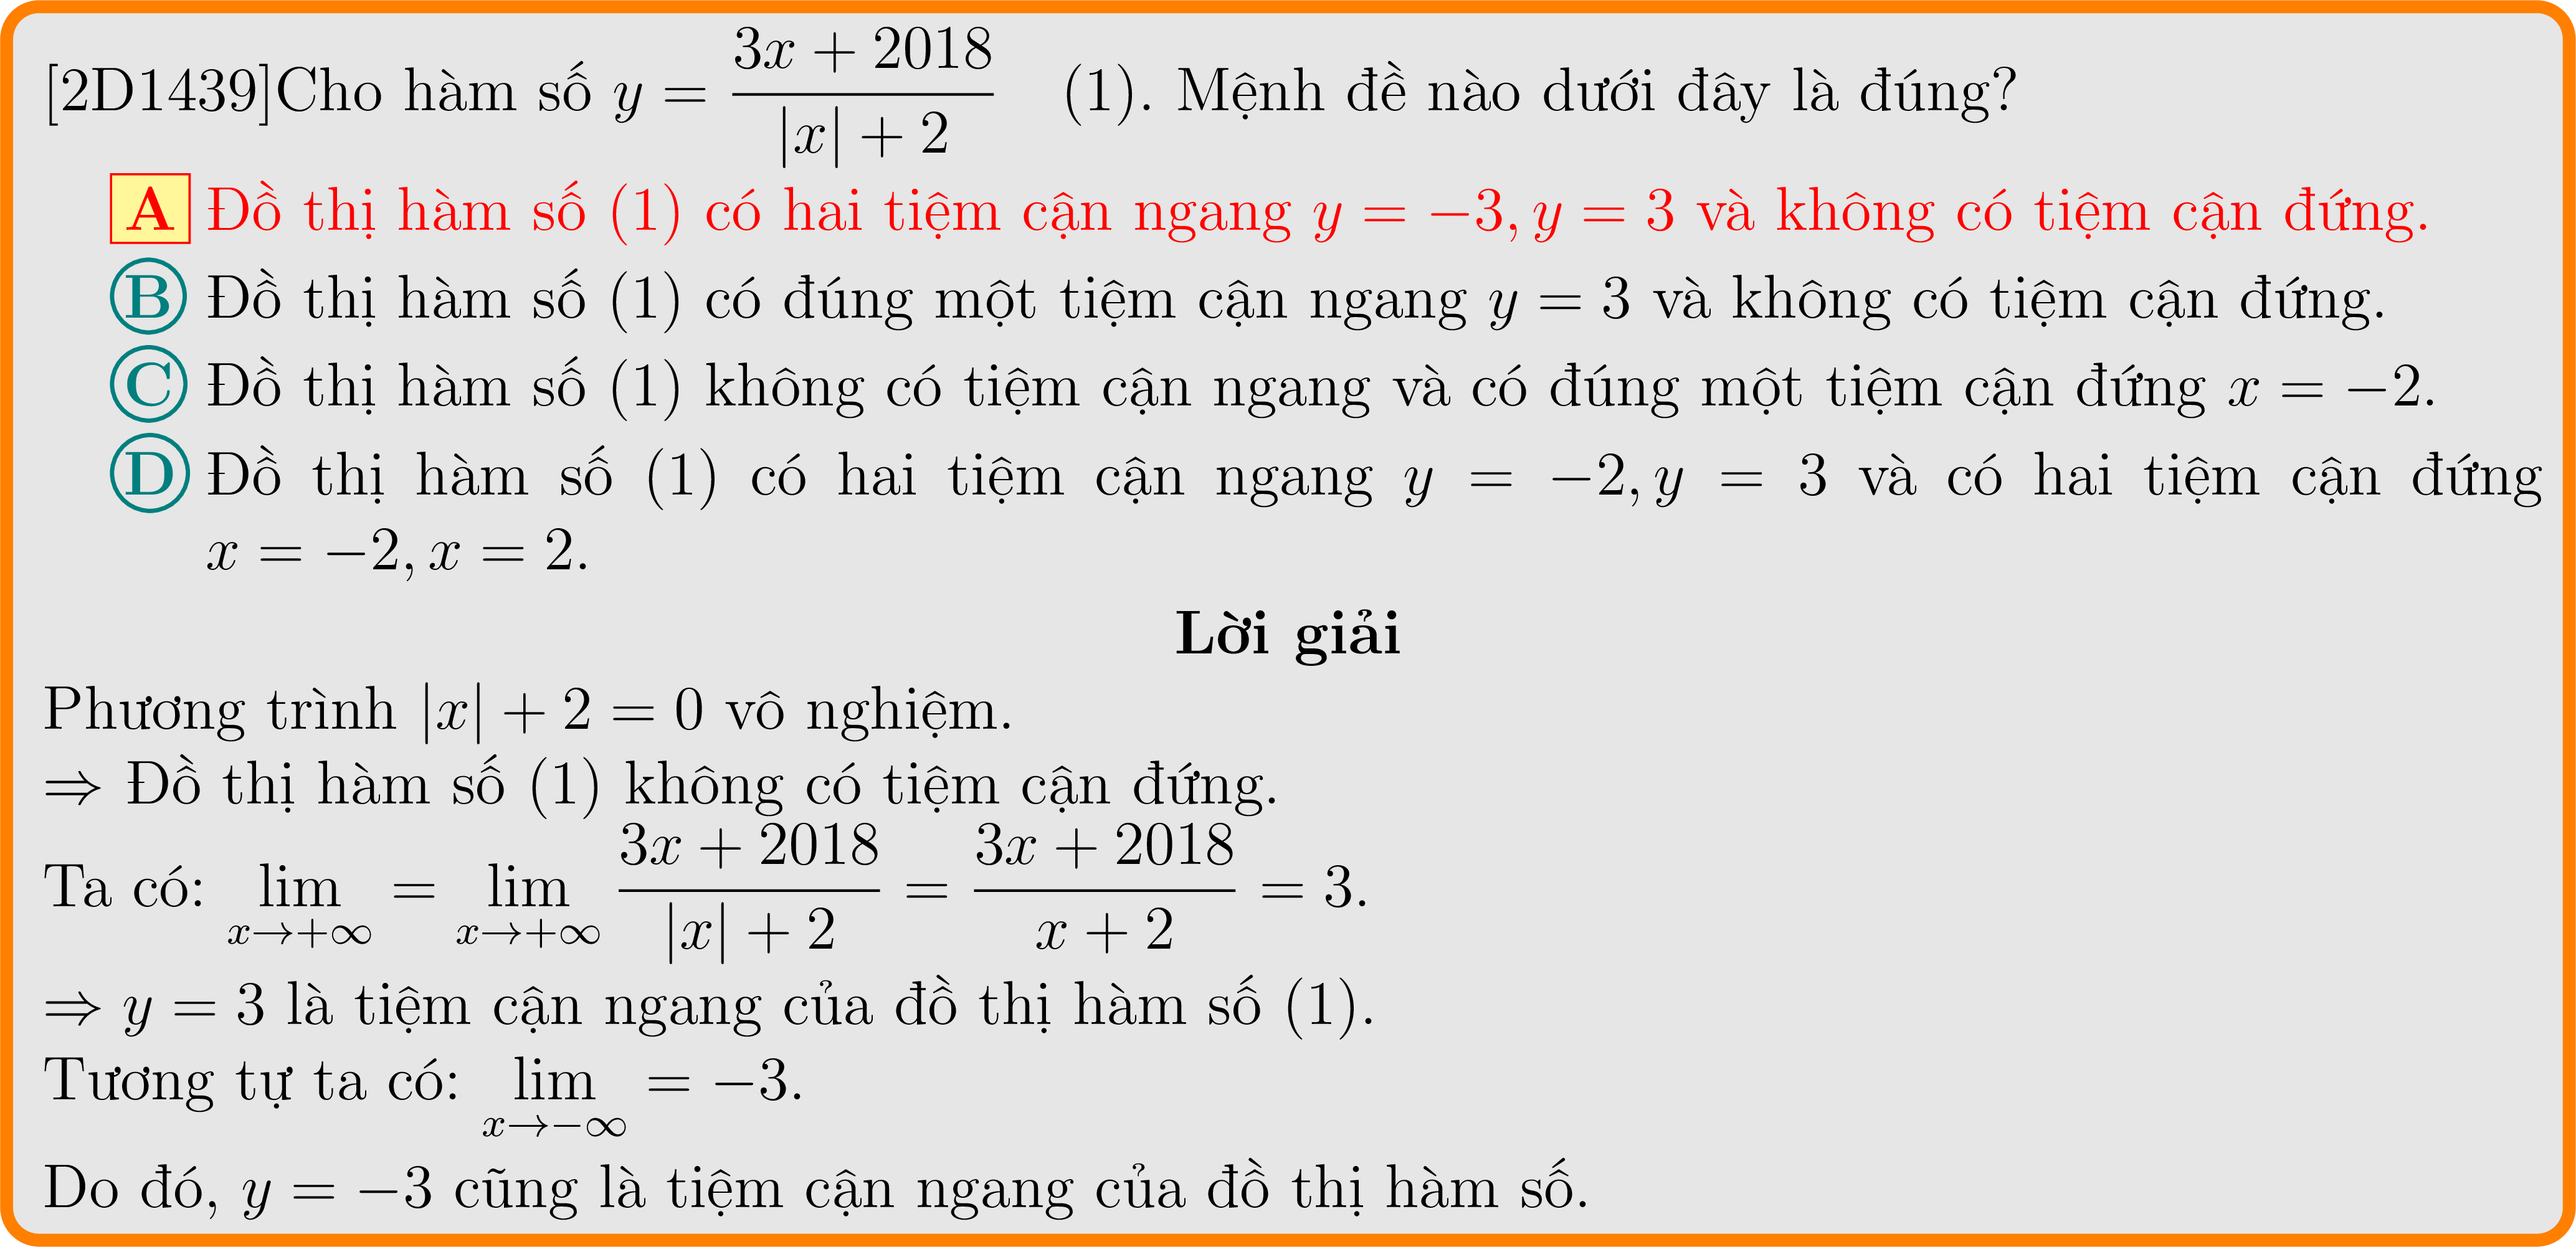 [2D1439]Cho hàm số $y = \dfrac{3x + 2018}{|x| + 2}$ (1). Mệnh đề nào dưới đây là đúng?
A Đồ thị hàm số (1) có hai tiệm cận ngang $y = -3, y = 3$ và không có tiệm cận đứng.
B Đồ thị hàm số (1) có đúng một tiệm cận ngang $y = 3$ và không có tiệm cận đứng.
C Đồ thị hàm số (1) không có tiệm cận ngang và có đúng một tiệm cận đứng $x = -2$.
D Đồ thị hàm số (1) có hai tiệm cận ngang $y = -2, y = 3$ và có hai tiệm cận đứng
$x = -2, x = 2$.
Lời giải
Phương trình $|x| + 2 = 0$ vô nghiệm.
$\Rightarrow$ Đồ thị hàm số (1) không có tiệm cận đứng.
Ta có: $\lim\limits_{x \to +\infty} = \lim\limits_{x \to +\infty} \dfrac{3x + 2018}{|x| + 2} = \dfrac{3x + 2018}{x + 2} = 3$.
$\Rightarrow y = 3$ là tiệm cận ngang của đồ thị hàm số (1).
Tương tự ta có: $\lim\limits_{x \to -\infty} = -3$.
Do đó, $y = -3$ cũng là tiệm cận ngang của đồ thị hàm số.